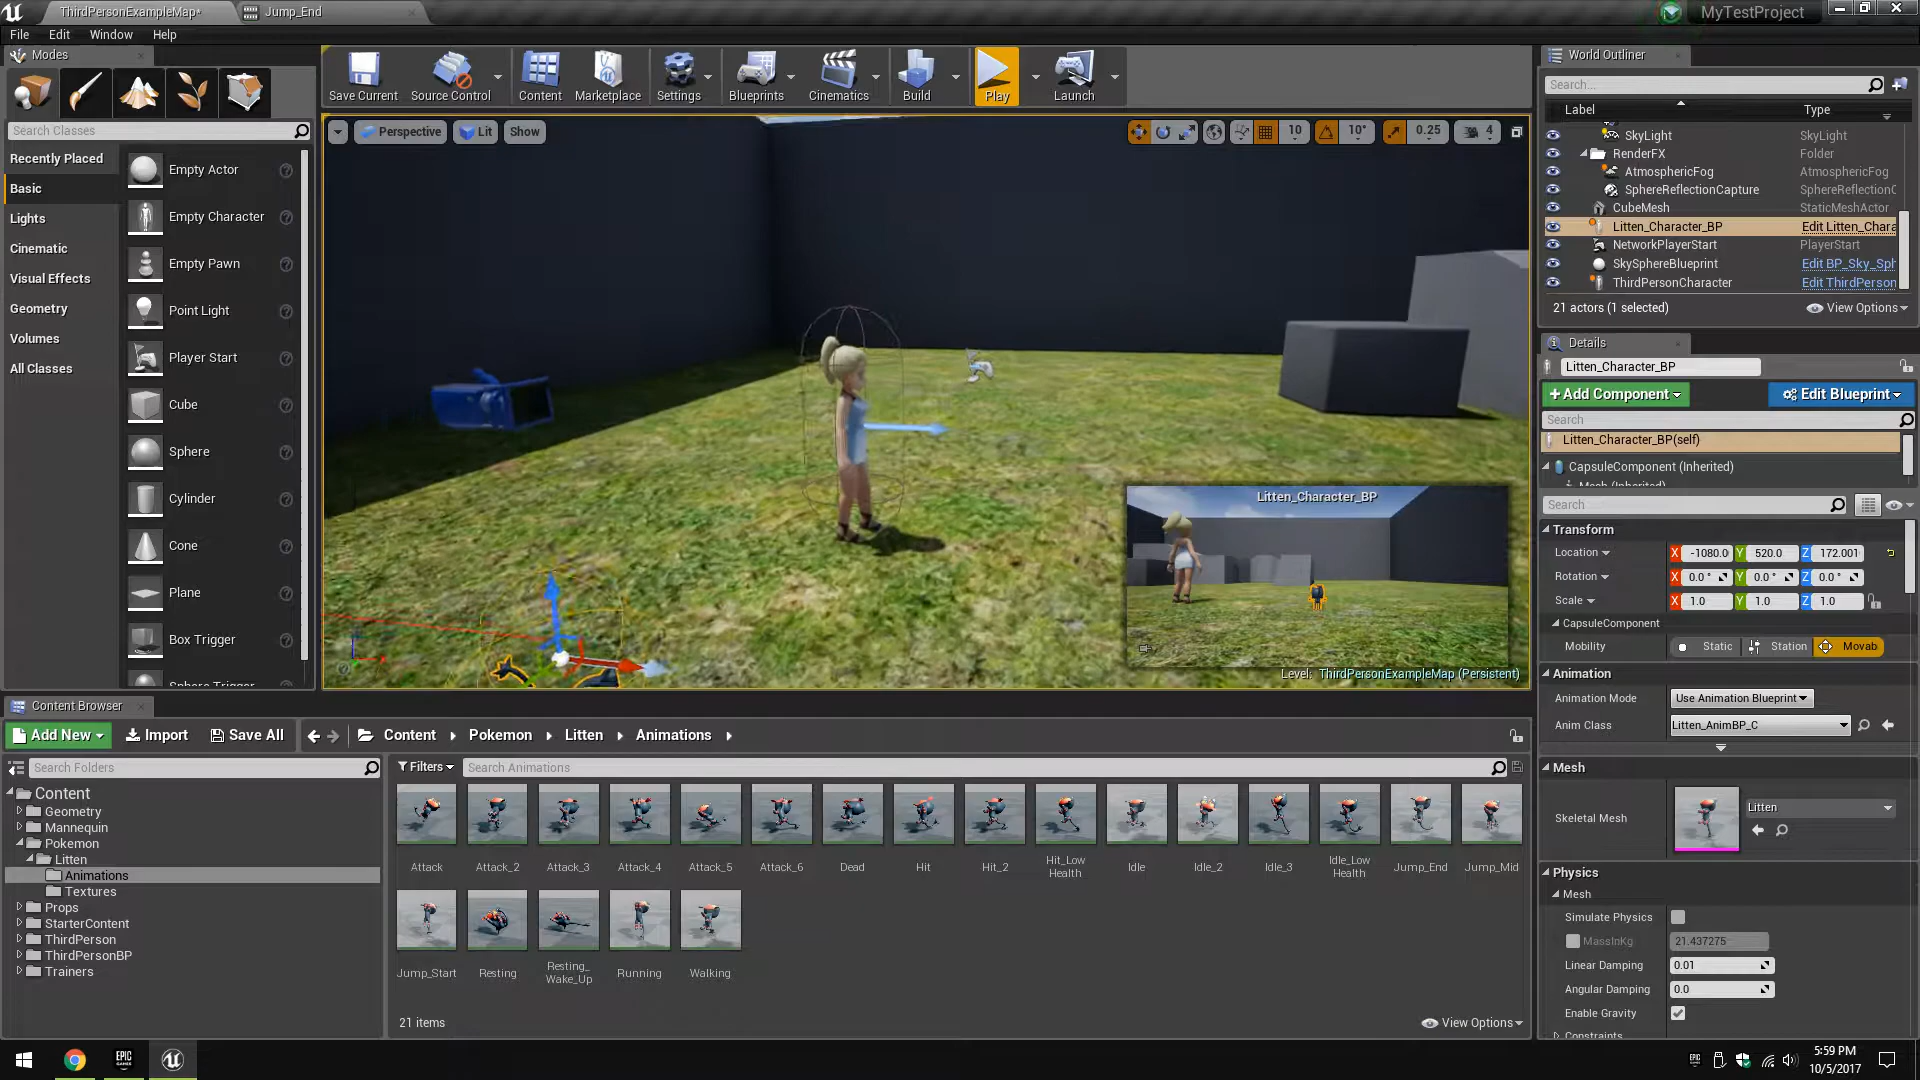 ThirdPersonExampleMap*
Jump_End
MyTestProject
File Edit Window Help
Modes
Search Classes
Recently Placed
Basic
Lights
Cinematic
Visual Effects
Geometry
Volumes
All Classes
Empty Actor
Empty Character
Empty Pawn
Point Light
Player Start
Cube
Sphere
Cylinder
Cone
Plane
Box Trigger
Sphere Trigger
Save Current
Source Control
Content
Marketplace
Settings
Blueprints
Cinematics
Build
Play
Launch
Perspective
Lit
Show
10
10°
0.25
4
Litten_Character_BP
Level: ThirdPersonExampleMap (Persistent)
World Outliner
Search...
Label Type
SkyLight SkyLight
RenderFX Folder
AtmosphericFog AtmosphericFog
SphereReflectionCapture SphereReflectionC
CubeMesh StaticMeshActor
Litten_Character_BP Edit Litten_Chara
NetworkPlayerStart PlayerStart
SkySphereBlueprint Edit BP_Sky_Sph
ThirdPersonCharacter Edit ThirdPerson
21 actors (1 selected) View Options
Details
Litten_Character_BP
+Add Component Edit Blueprint
Search
Litten_Character_BP(self)
CapsuleComponent (Inherited)
Mesh (Inherited)
Search
Transform
Location X -1080.0 Y 520.0 Z 172.001
Rotation X 0.0 ° Y 0.0 ° Z 0.0 °
Scale X 1.0 Y 1.0 Z 1.0
CapsuleComponent
Mobility Static Station Movab
Animation
Animation Mode Use Animation Blueprint
Anim Class Litten_AnimBP_C
Mesh
Skeletal Mesh Litten
Physics
Mesh
Simulate Physics
MassInKg 21.437275
Linear Damping 0.01
Angular Damping 0.0
Enable Gravity
Constraints
Content Browser
Add New Import Save All
Content Pokemon Litten Animations
Search Folders
Content
Geometry
Mannequin
Pokemon
Litten
Animations
Textures
Props
StarterContent
ThirdPerson
ThirdPersonBP
Trainers
Filters Search Animations
Attack
Attack_2
Attack_3
Attack_4
Attack_5
Attack_6
Dead
Hit
Hit_2
Hit_Low
Health
Idle
Idle_2
Idle_3
Idle_Low
Health
Jump_End
Jump_Mid
Jump_Start
Resting
Resting_
Wake_Up
Running
Walking
21 items View Options
EPIC
GAMES
EPIC
5:59 PM
10/5/2017